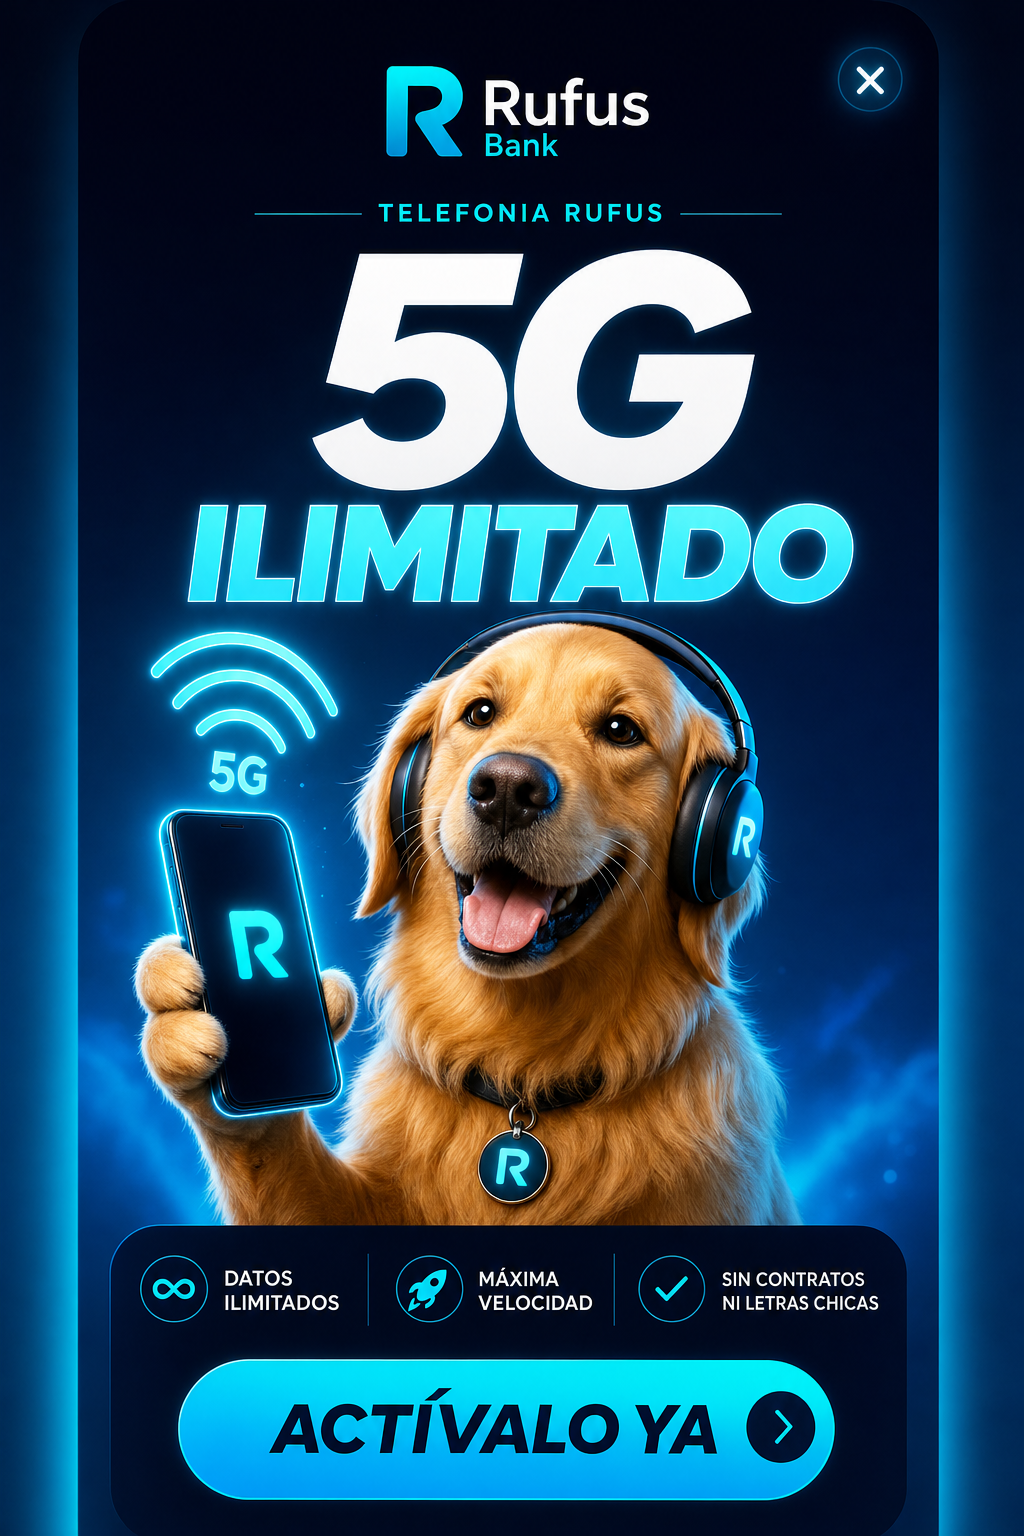 R Rufus
Bank
TELEFONIA RUFUS
5G
ILIMITADO
5G
R
R
R
DATOS
ILIMITADOS
MÁXIMA
VELOCIDAD
SIN CONTRATOS
NI LETRAS CHICAS
ACTÍVALO YA